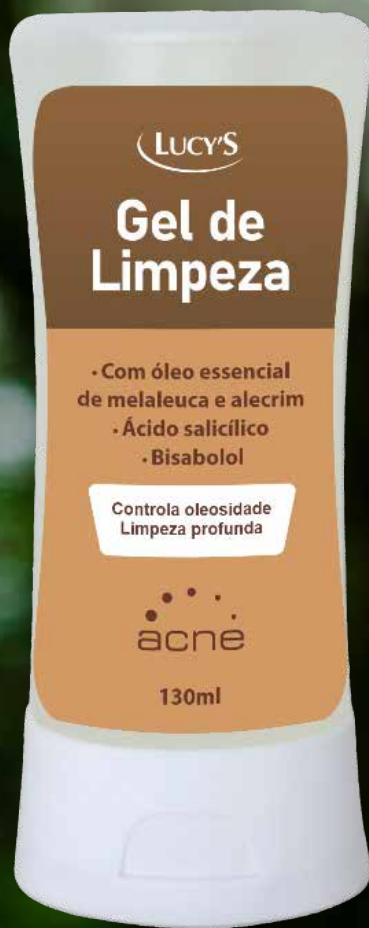 LUCY'S
Gel de
Limpeza
• Com óleo essencial
de melaleuca e alecrim
• Ácido salicílico
• Bisabolol
Controla oleosidade
Limpeza profunda
acne
130ml